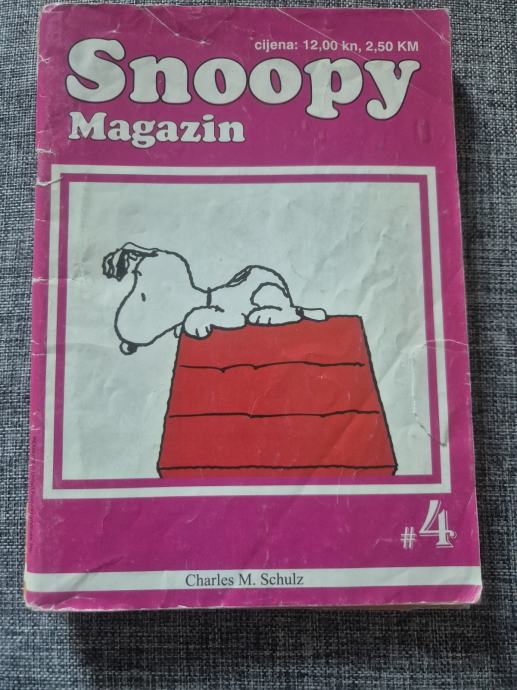 cijena: 12,00 kn, 2,50 KM
Snoopy
Magazin
#4
Charles M. Schulz